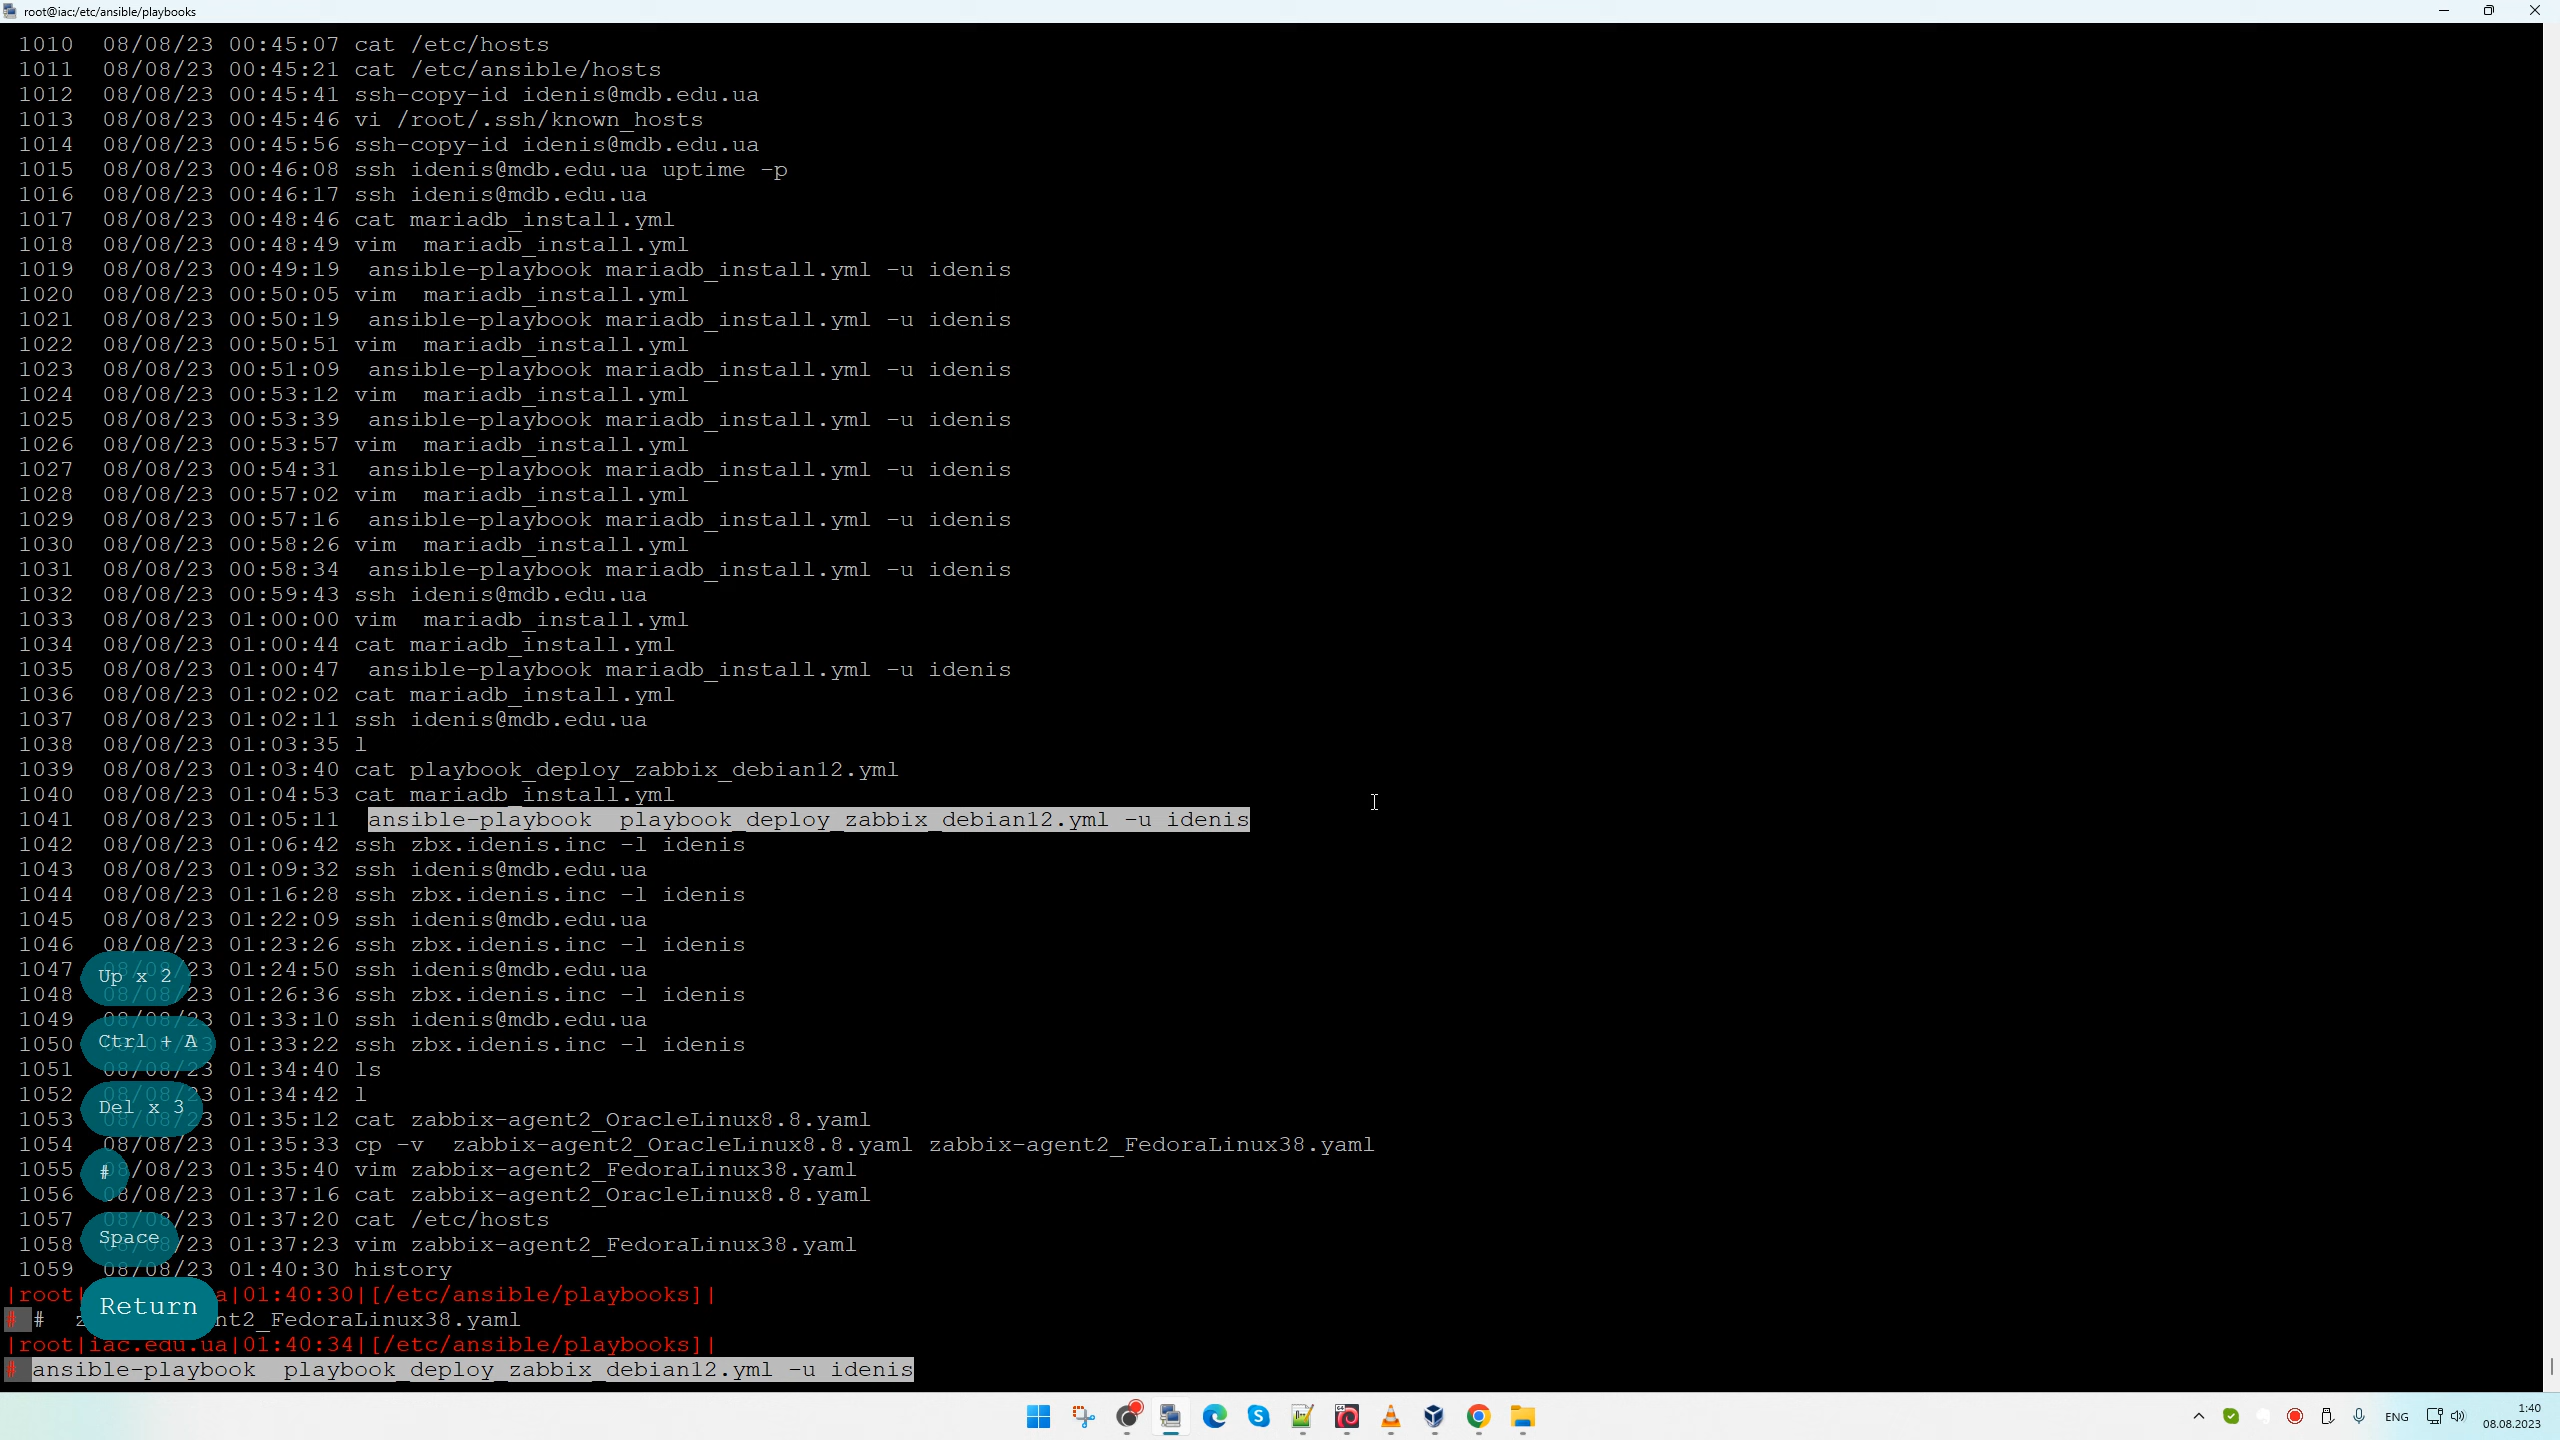 root@iac:/etc/ansible/playbooks
1010 08/08/23 00:45:07 cat /etc/hosts
1011 08/08/23 00:45:21 cat /etc/ansible/hosts
1012 08/08/23 00:45:41 ssh-copy-id idenis@mdb.edu.ua
1013 08/08/23 00:45:46 vi /root/.ssh/known_hosts
1014 08/08/23 00:45:56 ssh-copy-id idenis@mdb.edu.ua
1015 08/08/23 00:46:08 ssh idenis@mdb.edu.ua uptime -p
1016 08/08/23 00:46:17 ssh idenis@mdb.edu.ua
1017 08/08/23 00:48:46 cat mariadb_install.yml
1018 08/08/23 00:48:49 vim mariadb_install.yml
1019 08/08/23 00:49:19 ansible-playbook mariadb_install.yml -u idenis
1020 08/08/23 00:50:05 vim mariadb_install.yml
1021 08/08/23 00:50:19 ansible-playbook mariadb_install.yml -u idenis
1022 08/08/23 00:50:51 vim mariadb_install.yml
1023 08/08/23 00:51:09 ansible-playbook mariadb_install.yml -u idenis
1024 08/08/23 00:53:12 vim mariadb_install.yml
1025 08/08/23 00:53:39 ansible-playbook mariadb_install.yml -u idenis
1026 08/08/23 00:53:57 vim mariadb_install.yml
1027 08/08/23 00:54:31 ansible-playbook mariadb_install.yml -u idenis
1028 08/08/23 00:57:02 vim mariadb_install.yml
1029 08/08/23 00:57:16 ansible-playbook mariadb_install.yml -u idenis
1030 08/08/23 00:58:26 vim mariadb_install.yml
1031 08/08/23 00:58:34 ansible-playbook mariadb_install.yml -u idenis
1032 08/08/23 00:59:43 ssh idenis@mdb.edu.ua
1033 08/08/23 01:00:00 vim mariadb_install.yml
1034 08/08/23 01:00:44 cat mariadb_install.yml
1035 08/08/23 01:00:47 ansible-playbook mariadb_install.yml -u idenis
1036 08/08/23 01:02:02 cat mariadb_install.yml
1037 08/08/23 01:02:11 ssh idenis@mdb.edu.ua
1038 08/08/23 01:03:35 l
1039 08/08/23 01:03:40 cat playbook_deploy_zabbix_debian12.yml
1040 08/08/23 01:04:53 cat mariadb_install.yml
1041 08/08/23 01:05:11 ansible-playbook playbook_deploy_zabbix_debian12.yml -u idenis
1042 08/08/23 01:06:42 ssh zbx.idenis.inc -l idenis
1043 08/08/23 01:09:32 ssh idenis@mdb.edu.ua
1044 08/08/23 01:16:28 ssh zbx.idenis.inc -l idenis
1045 08/08/23 01:22:09 ssh idenis@mdb.edu.ua
1046 08/08/23 01:23:26 ssh zbx.idenis.inc -l idenis
1047 08/08/23 01:24:50 ssh idenis@mdb.edu.ua
Up x 2
1048 08/08/23 01:26:36 ssh zbx.idenis.inc -l idenis
1049 08/08/23 01:33:10 ssh idenis@mdb.edu.ua
Ctrl + A
1050 08/08/23 01:33:22 ssh zbx.idenis.inc -l idenis
1051 08/08/23 01:34:40 ls
1052 08/08/23 01:34:42 l
Del x 3
1053 08/08/23 01:35:12 cat zabbix-agent2_OracleLinux8.8.yaml
1054 08/08/23 01:35:33 cp -v zabbix-agent2_OracleLinux8.8.yaml zabbix-agent2_FedoraLinux38.yaml
1055 08/08/23 01:35:40 vim zabbix-agent2_FedoraLinux38.yaml
#
1056 08/08/23 01:37:16 cat zabbix-agent2_OracleLinux8.8.yaml
1057 08/08/23 01:37:20 cat /etc/hosts
Space
1058 08/08/23 01:37:23 vim zabbix-agent2_FedoraLinux38.yaml
1059 08/08/23 01:40:30 history
|root| a|01:40:30|[/etc/ansible/playbooks]|
Return
# # z nt2_FedoraLinux38.yaml
|root|iac.edu.ua|01:40:34|[/etc/ansible/playbooks]|
# ansible-playbook playbook_deploy_zabbix_debian12.yml -u idenis
ENG
1:40
08.08.2023